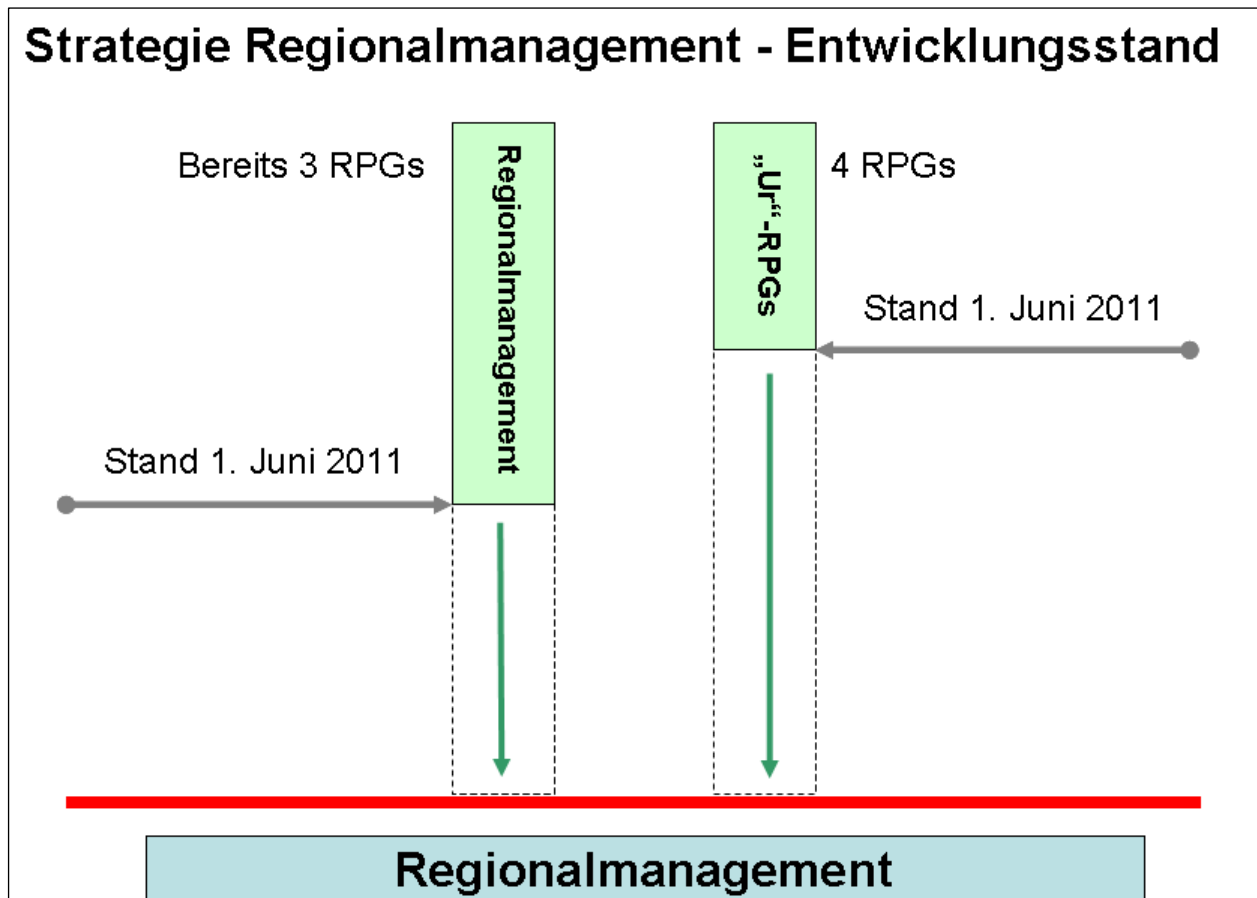 Strategie Regionalmanagement - Entwicklungsstand
Bereits 3 RPGs
Regionalmanagement
„Ur“-RPGs
4 RPGs
Stand 1. Juni 2011
Stand 1. Juni 2011
Regionalmanagement